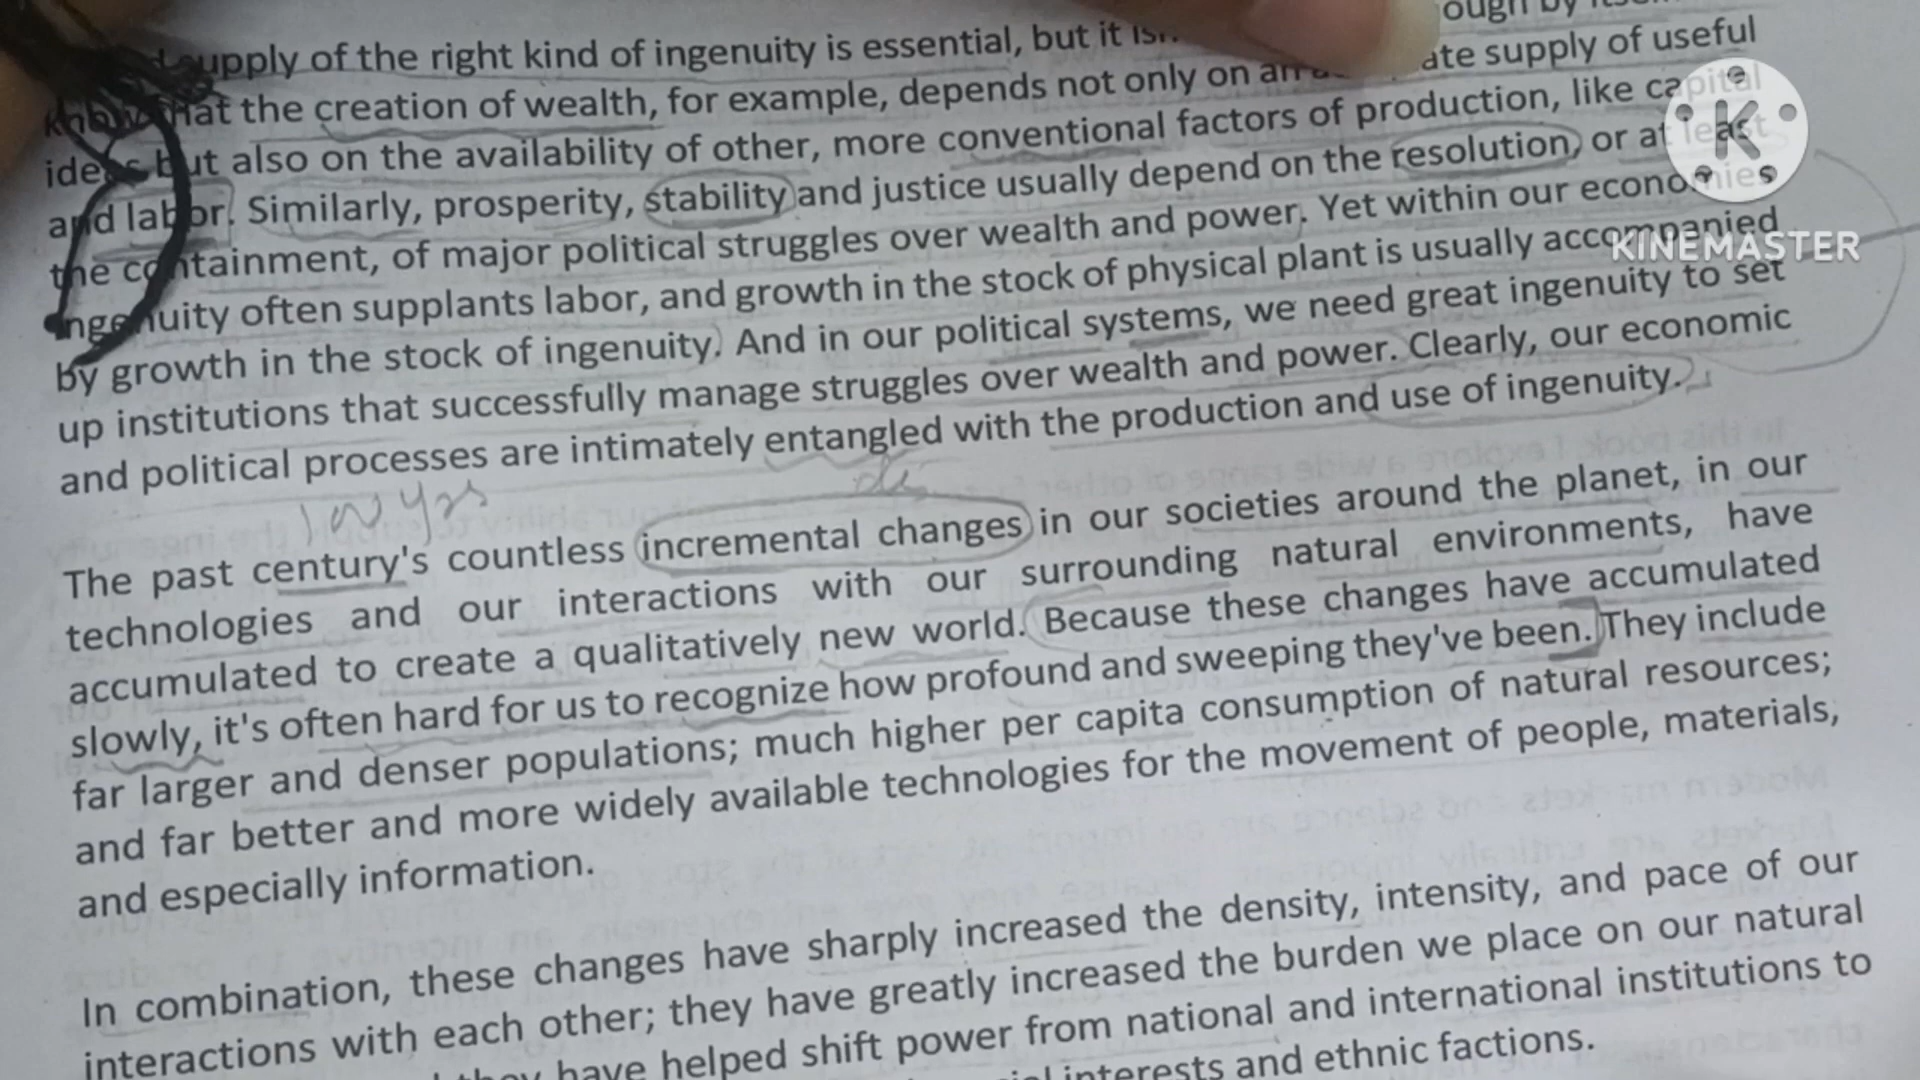 supply of the right kind of ingenuity is essential, but it isn't ough by itself
know that the creation of wealth, for example, depends not only on an ate supply of useful
ideas but also on the availability of other, more conventional factors of production, like capital
and labor. Similarly, prosperity, stability and justice usually depend on the resolution, or at least
the containment, of major political struggles over wealth and power. Yet within our economies
ingenuity often supplants labor, and growth in the stock of physical plant is usually accompanied
by growth in the stock of ingenuity. And in our political systems, we need great ingenuity to set
up institutions that successfully manage struggles over wealth and power. Clearly, our economic
and political processes are intimately entangled with the production and use of ingenuity.
The past century's countless incremental changes in our societies around the planet, in our
technologies and our interactions with our surrounding natural environments, have
accumulated to create a qualitatively new world. Because these changes have accumulated
slowly, it's often hard for us to recognize how profound and sweeping they've been. They include
far larger and denser populations; much higher per capita consumption of natural resources;
and far better and more widely available technologies for the movement of people, materials,
and especially information.
In combination, these changes have sharply increased the density, intensity, and pace of our
interactions with each other; they have greatly increased the burden we place on our natural
they have helped shift power from national and international institutions to
interests and ethnic factions.
K
KINEMASTER